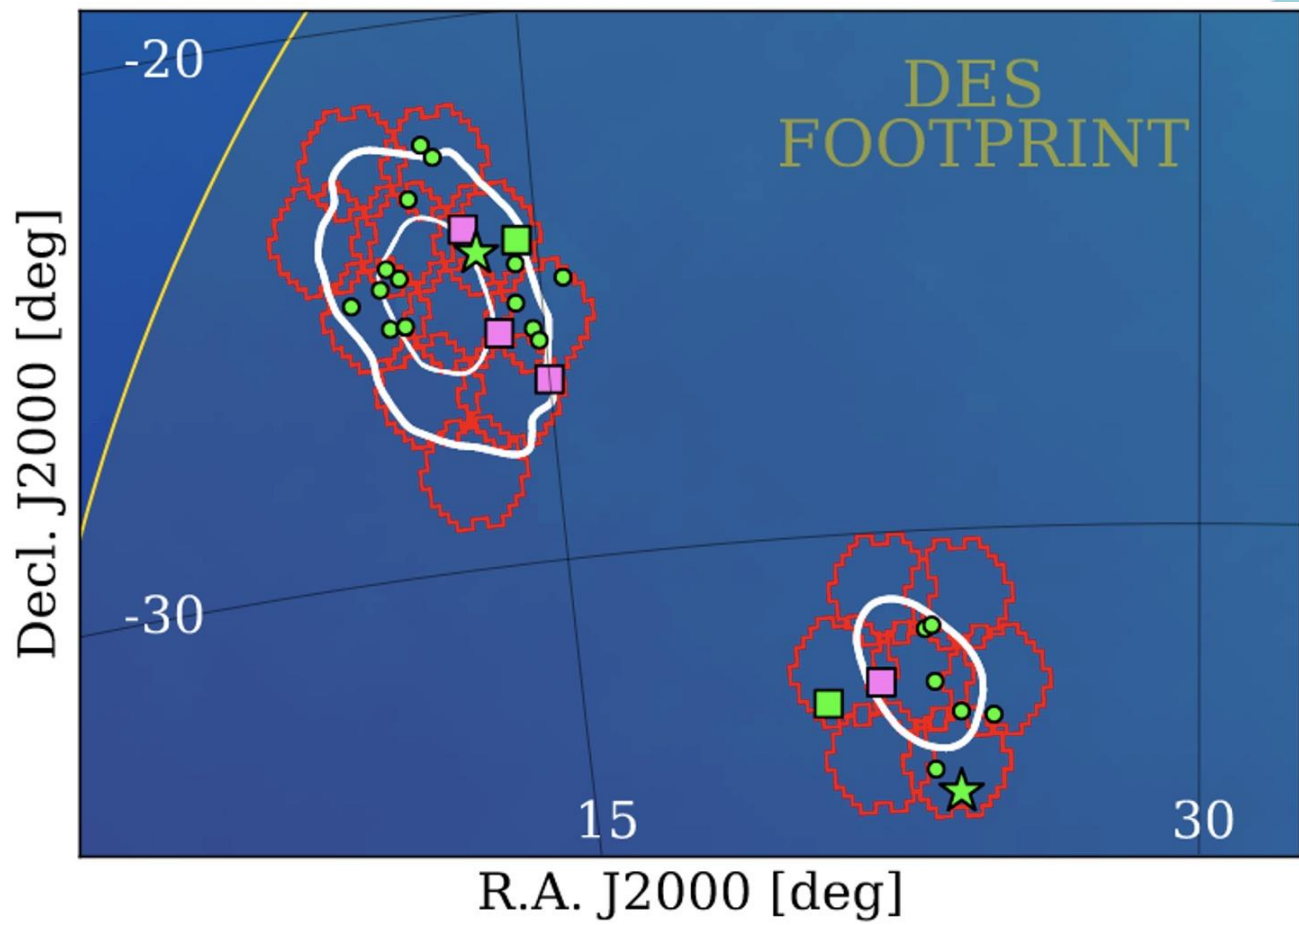 -20
DES
FOOTPRINT
Decl. J2000 [deg]
-30
15
30
R.A. J2000 [deg]